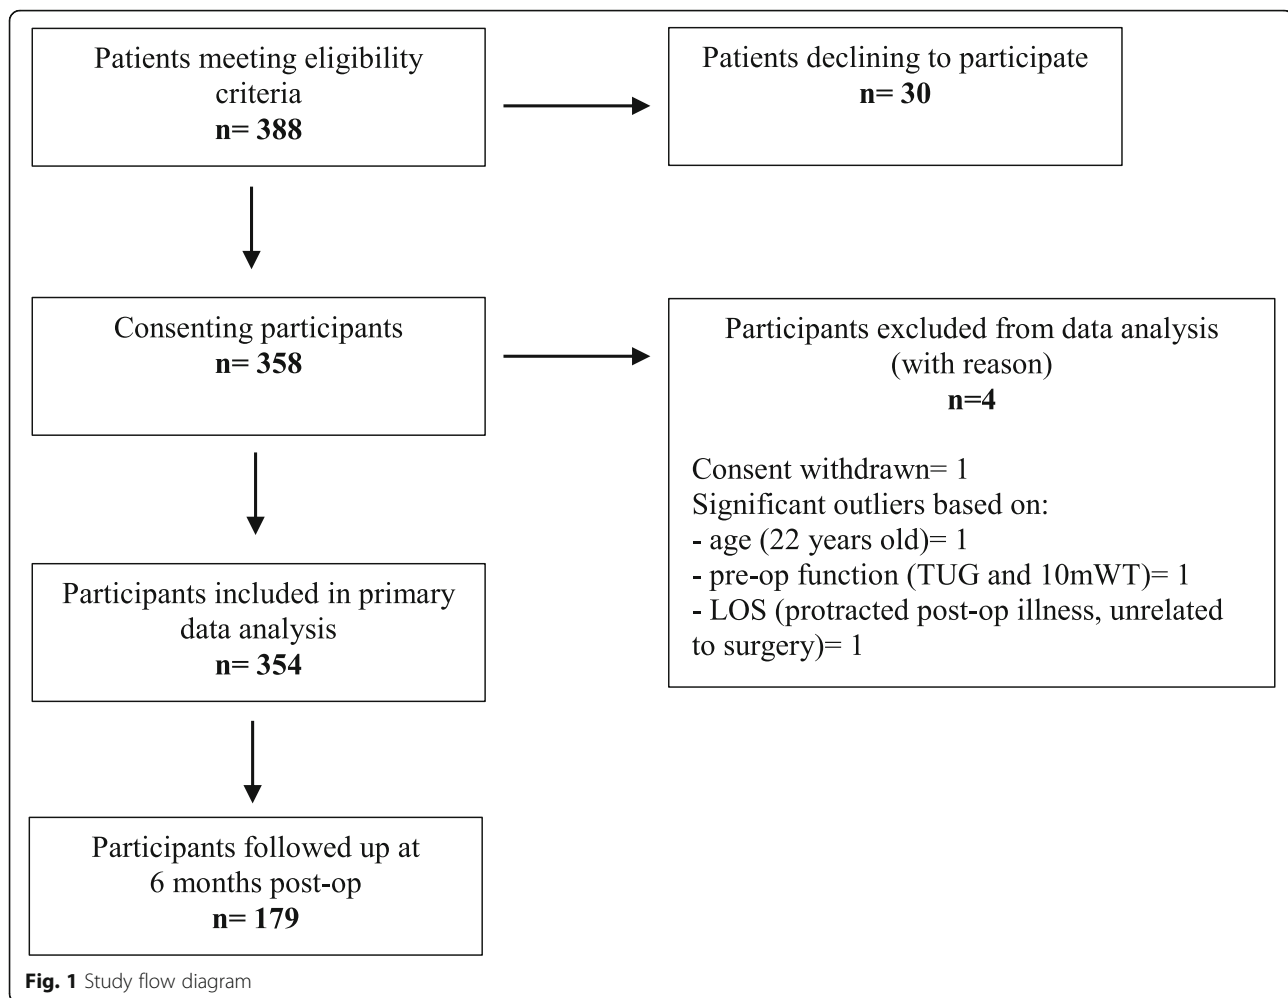 Patients meeting eligibility
criteria
n= 388
Patients declining to participate
n= 30
Consenting participants
n= 358
Participants excluded from data analysis
(with reason)
n=4
Consent withdrawn= 1
Significant outliers based on:
- age (22 years old)= 1
- pre-op function (TUG and 10mWT)= 1
- LOS (protracted post-op illness, unrelated
to surgery)= 1
Participants included in primary
data analysis
n= 354
Participants followed up at
6 months post-op
n= 179
Fig. 1 Study flow diagram